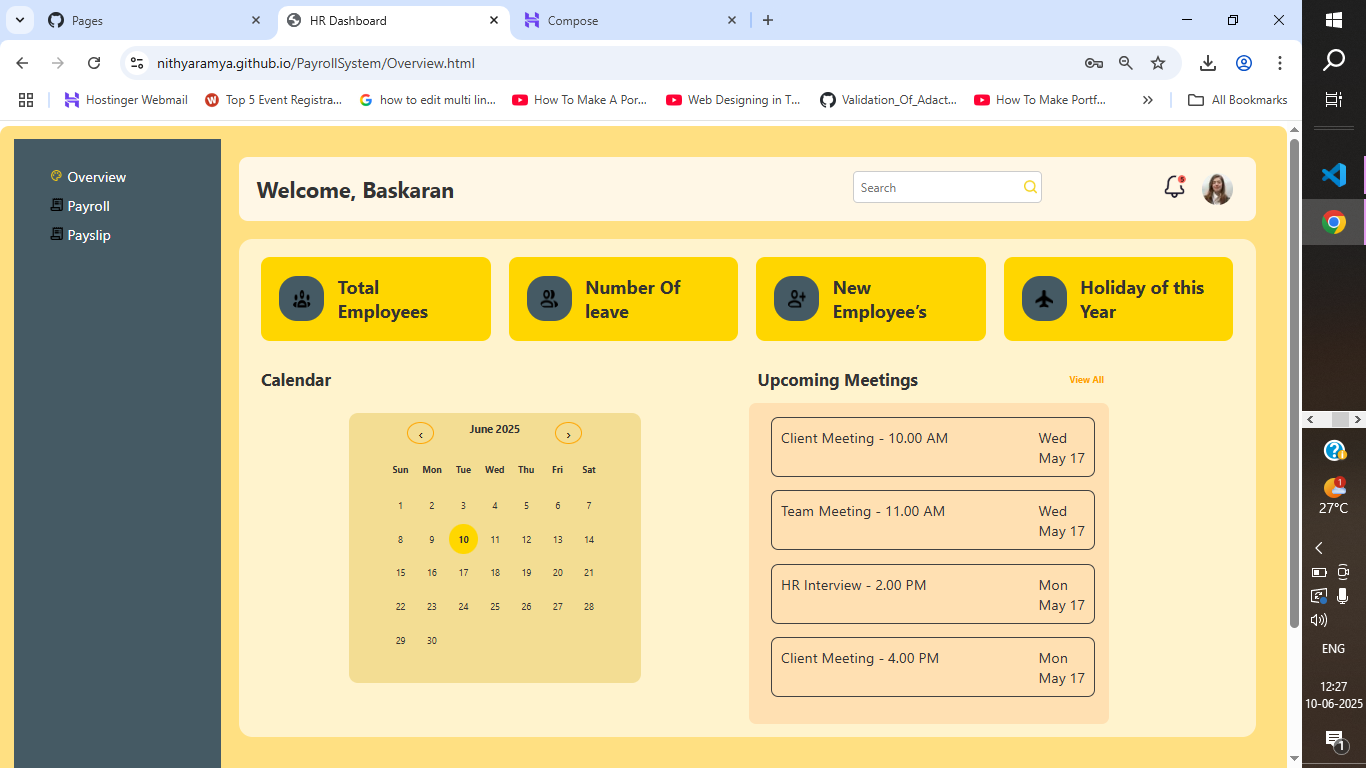 Pages
HR Dashboard
Compose
nithyaramya.github.io/PayrollSystem/Overview.html
Hostinger Webmail
Top 5 Event Registra...
how to edit multi lin...
How To Make A Por...
Web Designing in T...
Validation_Of_Adact...
How To Make Portf...
All Bookmarks
Overview
Payroll
Payslip
Welcome, Baskaran
Search
5
Total
Employees
Number Of
leave
New
Employee’s
Holiday of this
Year
Calendar
June 2025
Sun Mon Tue Wed Thu Fri Sat
1 2 3 4 5 6 7
8 9 10 11 12 13 14
15 16 17 18 19 20 21
22 23 24 25 26 27 28
29 30
Upcoming Meetings
View All
Client Meeting - 10.00 AM
Wed
May 17
Team Meeting - 11.00 AM
Wed
May 17
HR Interview - 2.00 PM
Mon
May 17
Client Meeting - 4.00 PM
Mon
May 17
1
27°C
ENG
12:27
10-06-2025
1